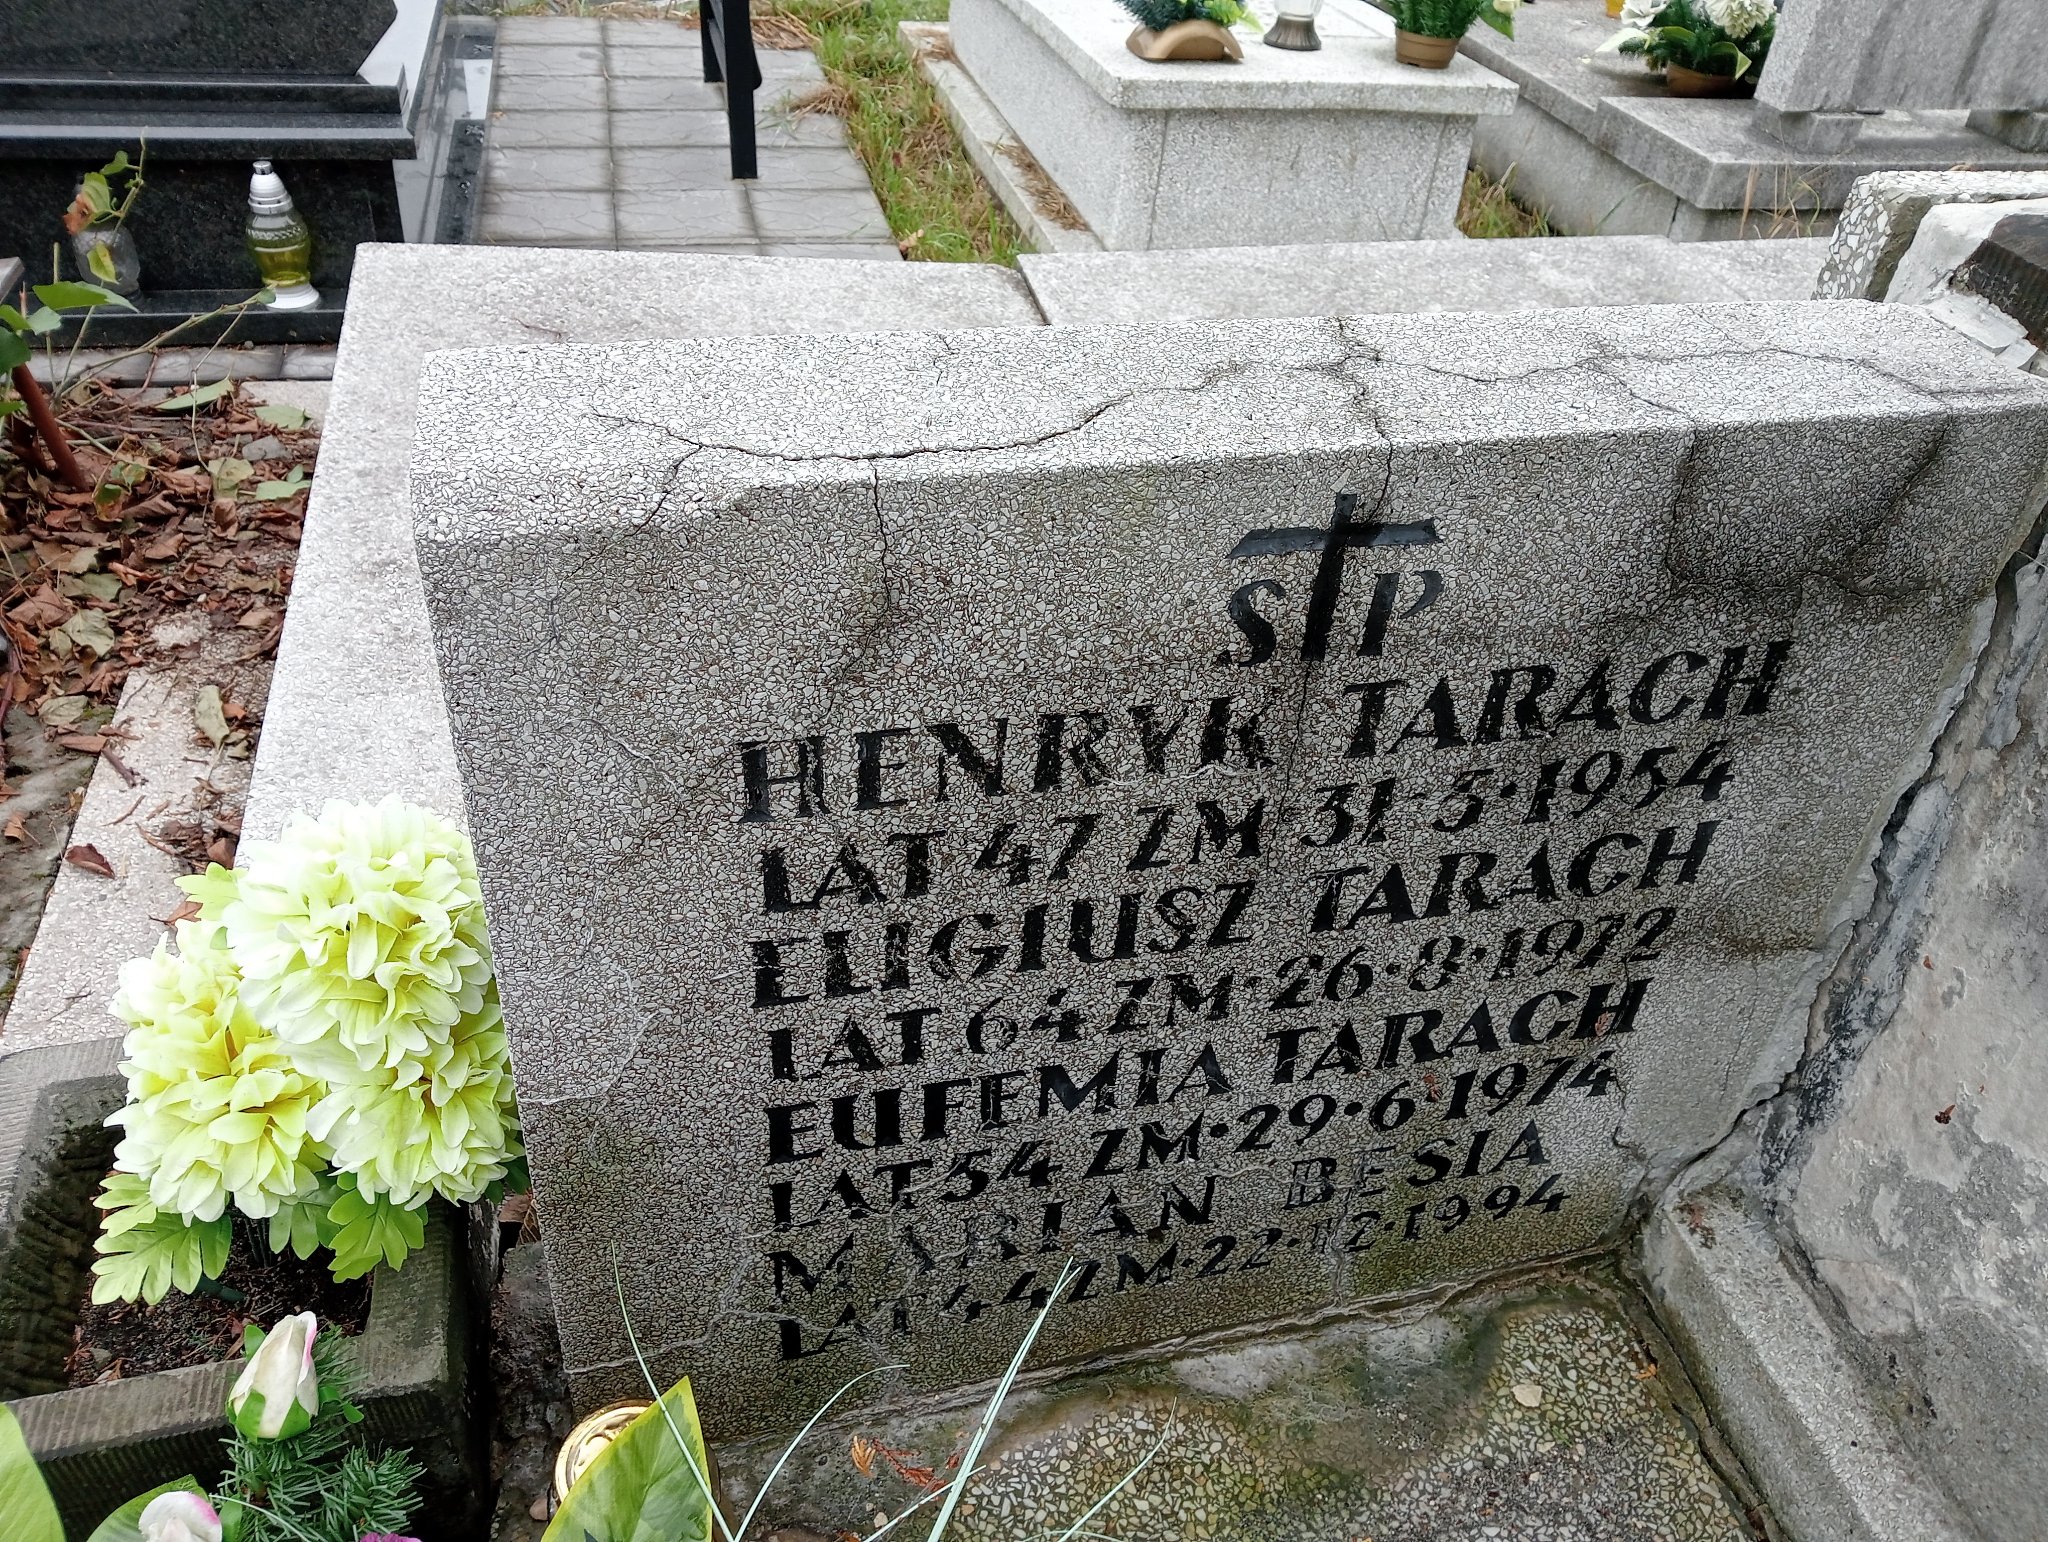 S P
HENRYK TARACH
LAT 47 ZM 31·5·1954
ELIGIUSZ TARACH
LAT 64 ZM·26·8·1972
EUFEMIA TARACH
LAT 54 ZM·29·6·1974
MARIAN BESIA
LAT 44 ZM·22·12·1994